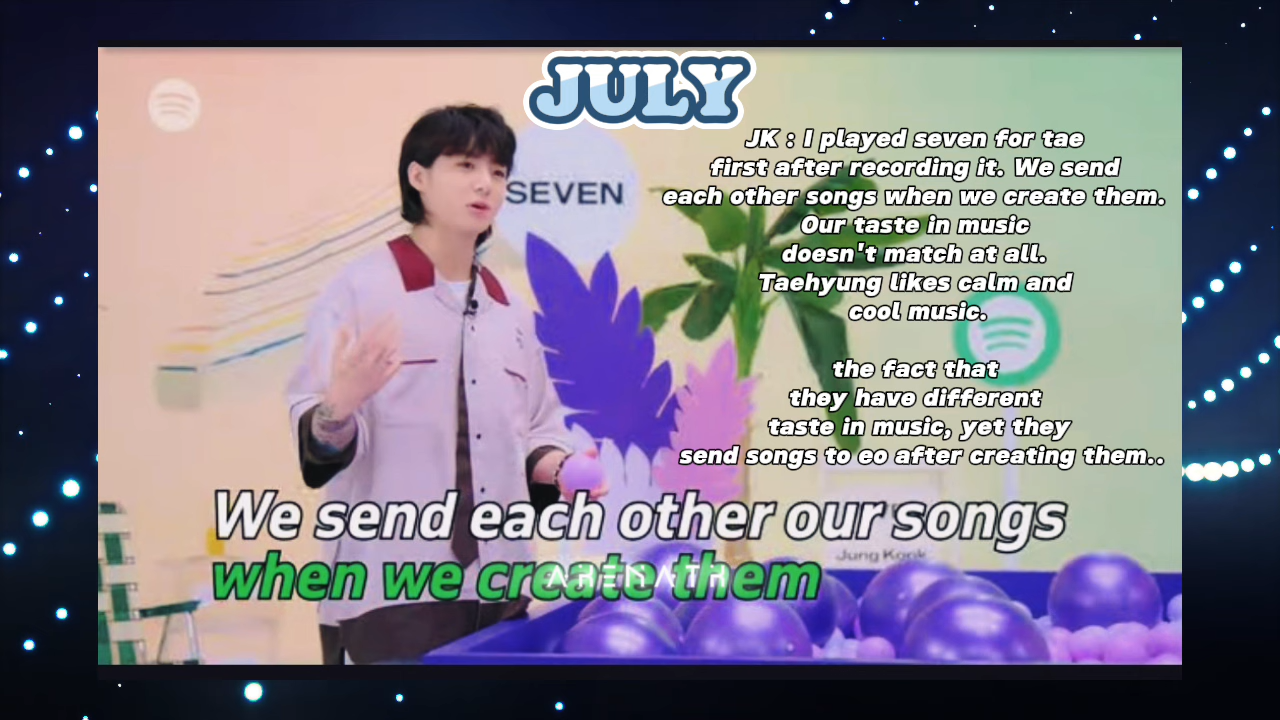 JULY
JK : I played seven for tae
first after recording it. We send
each other songs when we create them.
Our taste in music
doesn't match at all.
Taehyung likes calm and
cool music.
the fact that
they have different
taste in music, yet they
send songs to eo after creating them..
SEVEN
We send each other our songs
when we create them
ARENATH
Jung Kook